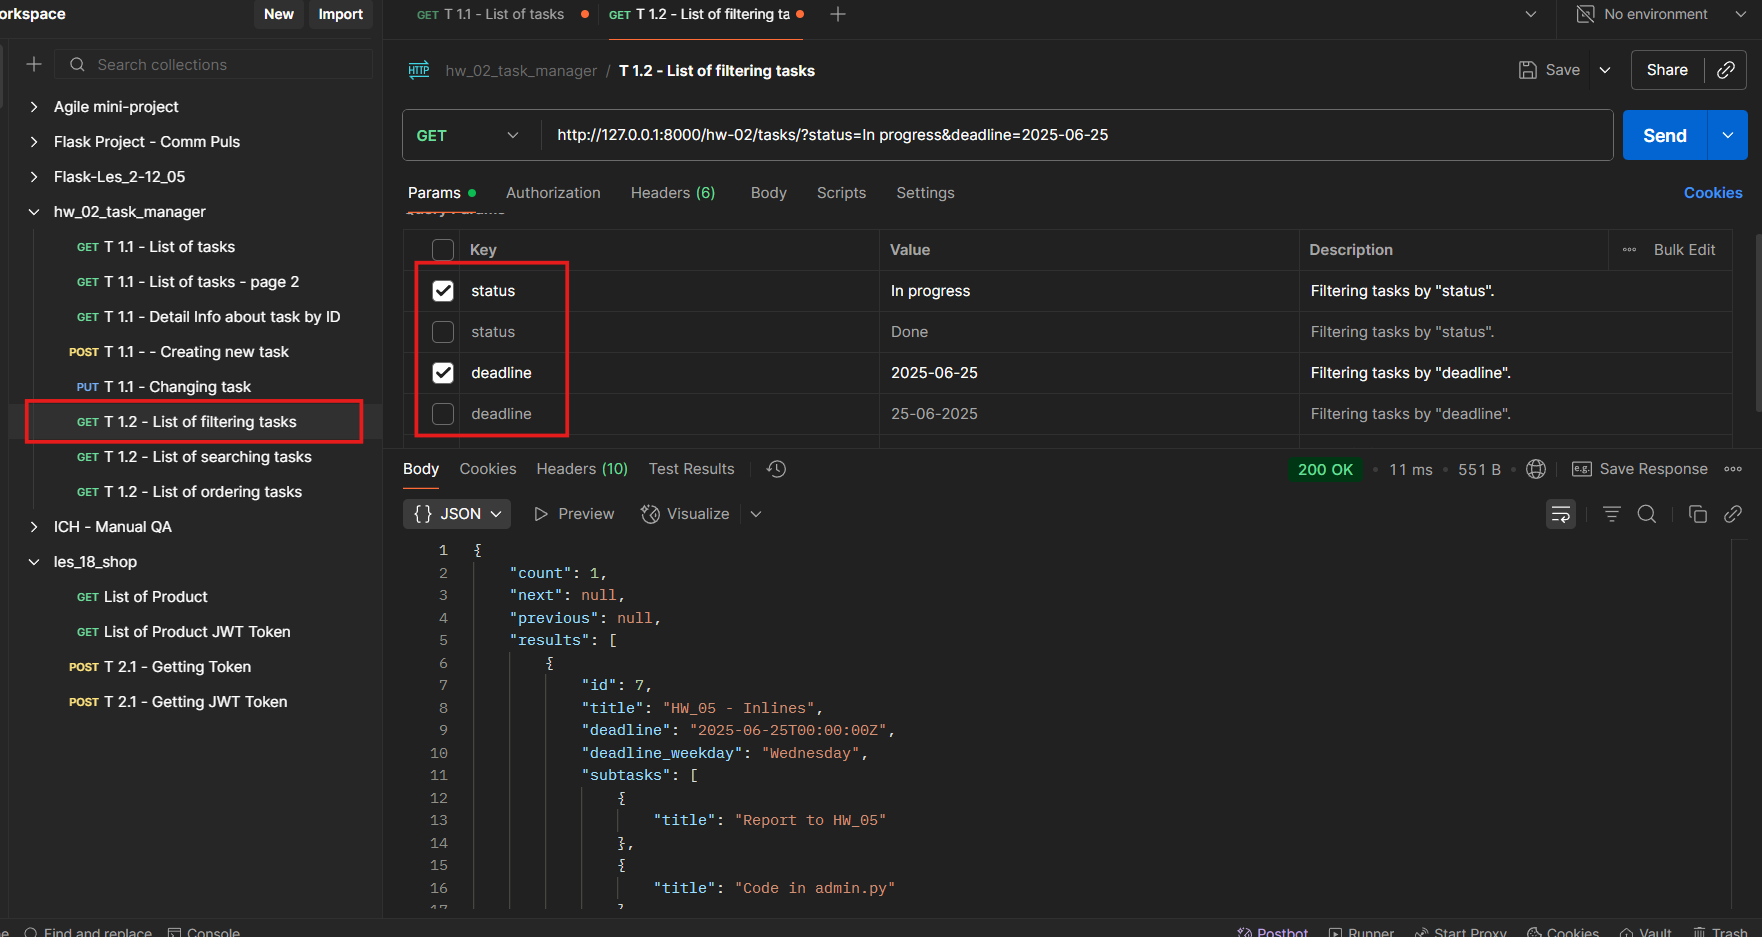 orkspace
New
Import
GET T 1.1 - List of tasks
GET T 1.2 - List of filtering ta
No environment
Search collections
HTTP hw_02_task_manager / T 1.2 - List of filtering tasks
Save
Share
Agile mini-project
Flask Project - Comm Puls
Flask-Les_2-12_05
hw_02_task_manager
GET T 1.1 - List of tasks
GET T 1.1 - List of tasks - page 2
GET T 1.1 - Detail Info about task by ID
POST T 1.1 - - Creating new task
PUT T 1.1 - Changing task
GET T 1.2 - List of filtering tasks
GET T 1.2 - List of searching tasks
GET T 1.2 - List of ordering tasks
ICH - Manual QA
les_18_shop
GET List of Product
GET List of Product JWT Token
POST T 2.1 - Getting Token
POST T 2.1 - Getting JWT Token
GET http://127.0.0.1:8000/hw-02/tasks/?status=In progress&deadline=2025-06-25
Send
Params Authorization Headers (6) Body Scripts Settings
Cookies
Query Params
Key Value Description Bulk Edit
status In progress Filtering tasks by "status".
status Done Filtering tasks by "status".
deadline 2025-06-25 Filtering tasks by "deadline".
deadline 25-06-2025 Filtering tasks by "deadline".
Body Cookies Headers (10) Test Results
200 OK • 11 ms • 551 B
e.g. Save Response
{} JSON Preview Visualize
1 {
2 "count": 1,
3 "next": null,
4 "previous": null,
5 "results": [
6 {
7 "id": 7,
8 "title": "HW_05 - Inlines",
9 "deadline": "2025-06-25T00:00:00Z",
10 "deadline_weekday": "Wednesday",
11 "subtasks": [
12 {
13 "title": "Report to HW_05"
14 },
15 {
16 "title": "Code in admin.py"
17 }
Find and replace
Console
Postbot
Runner
Start Proxy
Cookies
Vault
Trash